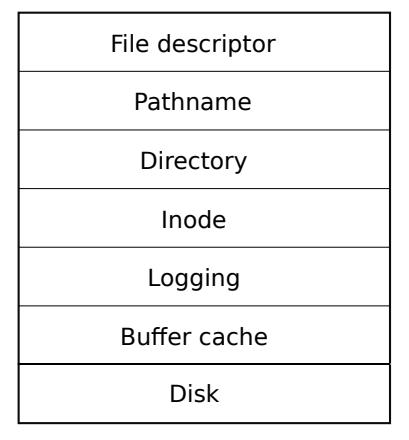 File descriptor
Pathname
Directory
Inode
Logging
Buffer cache
Disk